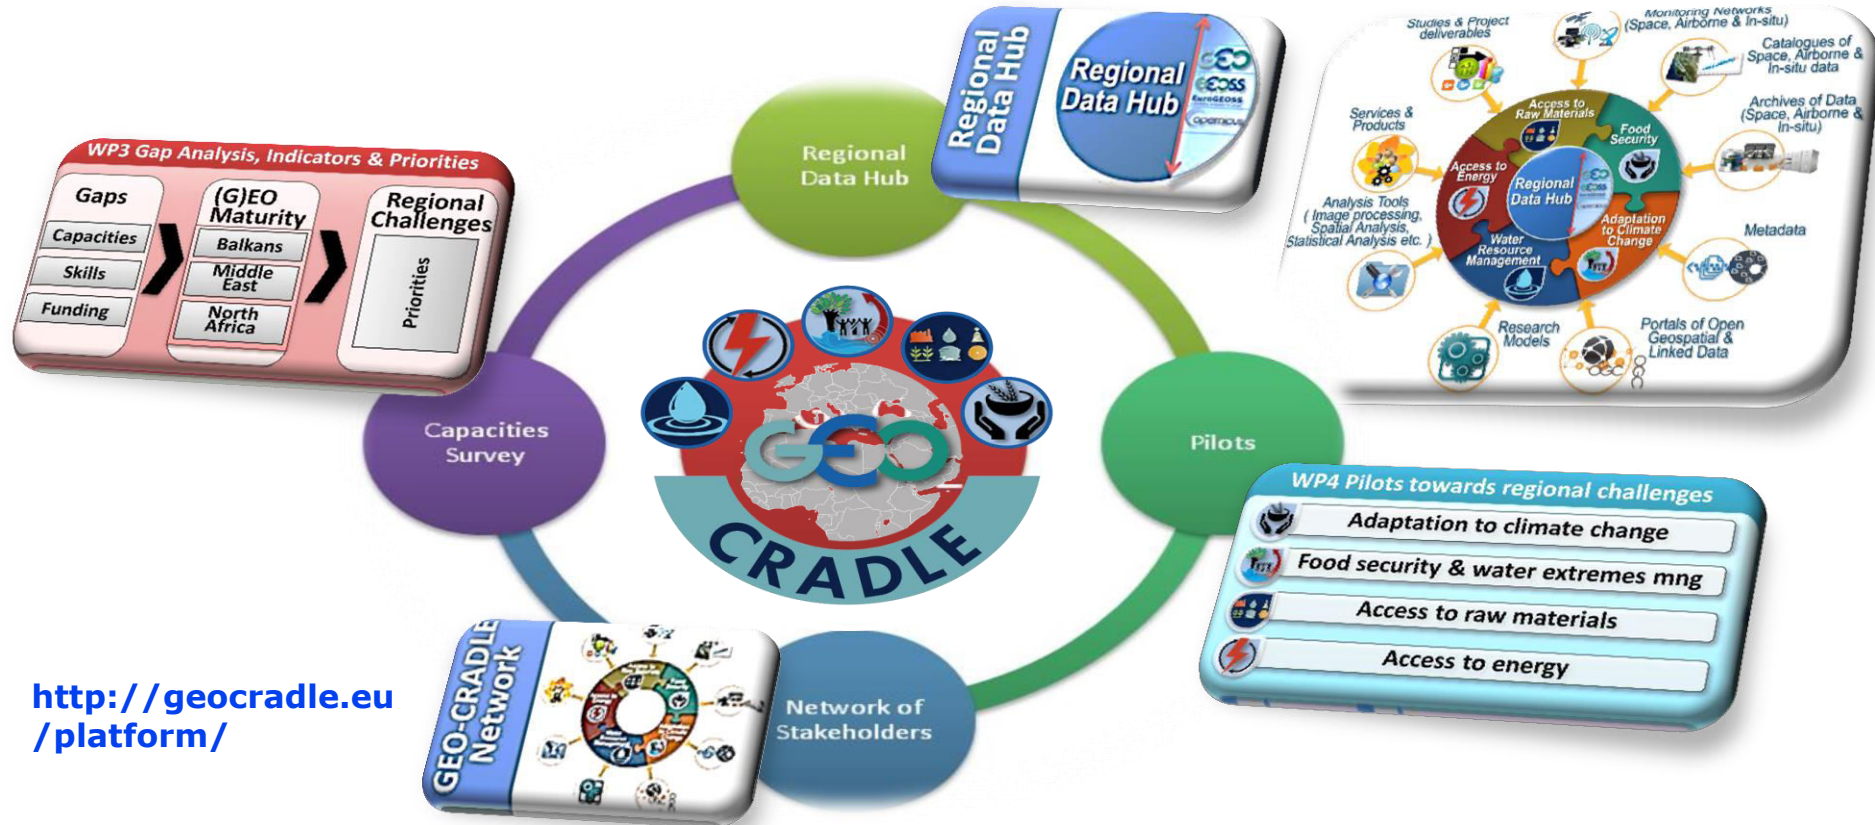 WP3 Gap Analysis, Indicators & Priorities
Gaps
Capacities
Skills
Funding
(G)EO
Maturity
Balkans
Middle
East
North
Africa
Regional
Challenges
Priorities
Regional
Data Hub
Regional
Data Hub
Regional
Data Hub
GEO
GEOSS
EuroGEOSS
Copernicus
Studies & Project
deliverables
Monitoring Networks
(Space, Airborne & In-situ)
Catalogues of
Space, Airborne &
In-situ data
Archives of Data
(Space, Airborne &
In-situ)
Metadata
Portals of Open
Geospatial &
Linked Data
Research
Models
Analysis Tools
( Image processing,
Spatial Analysis,
Statistical Analysis etc. )
Services &
Products
Access to
Raw Materials
Food
Security
Adaptation
to Climate
Change
Water
Resource
Management
Access to
Energy
Regional
Data Hub
Capacities
Survey
Pilots
GEO
CRADLE
WP4 Pilots towards regional challenges
Adaptation to climate change
Food security & water extremes mng
Access to raw materials
Access to energy
Network of
Stakeholders
GEO-CRADLE
Network
http://geocradle.eu
/platform/